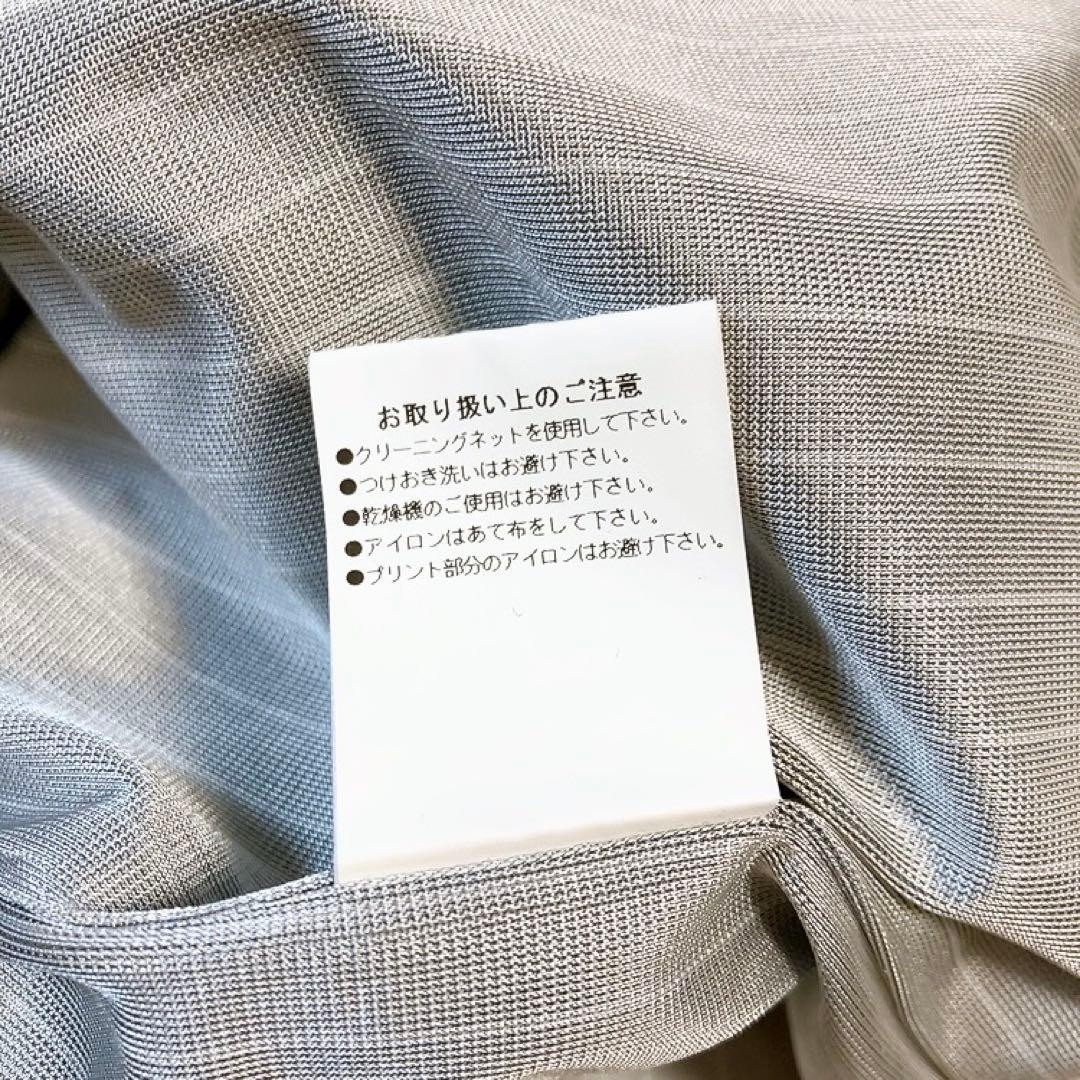 お取り扱い上のご注意
●クリーニングネットを使用して下さい。
●つけおき洗いはお避け下さい。
●乾燥機のご使用はお避け下さい。
●アイロンはあて布をして下さい。
●プリント部分のアイロンはお避け下さい。